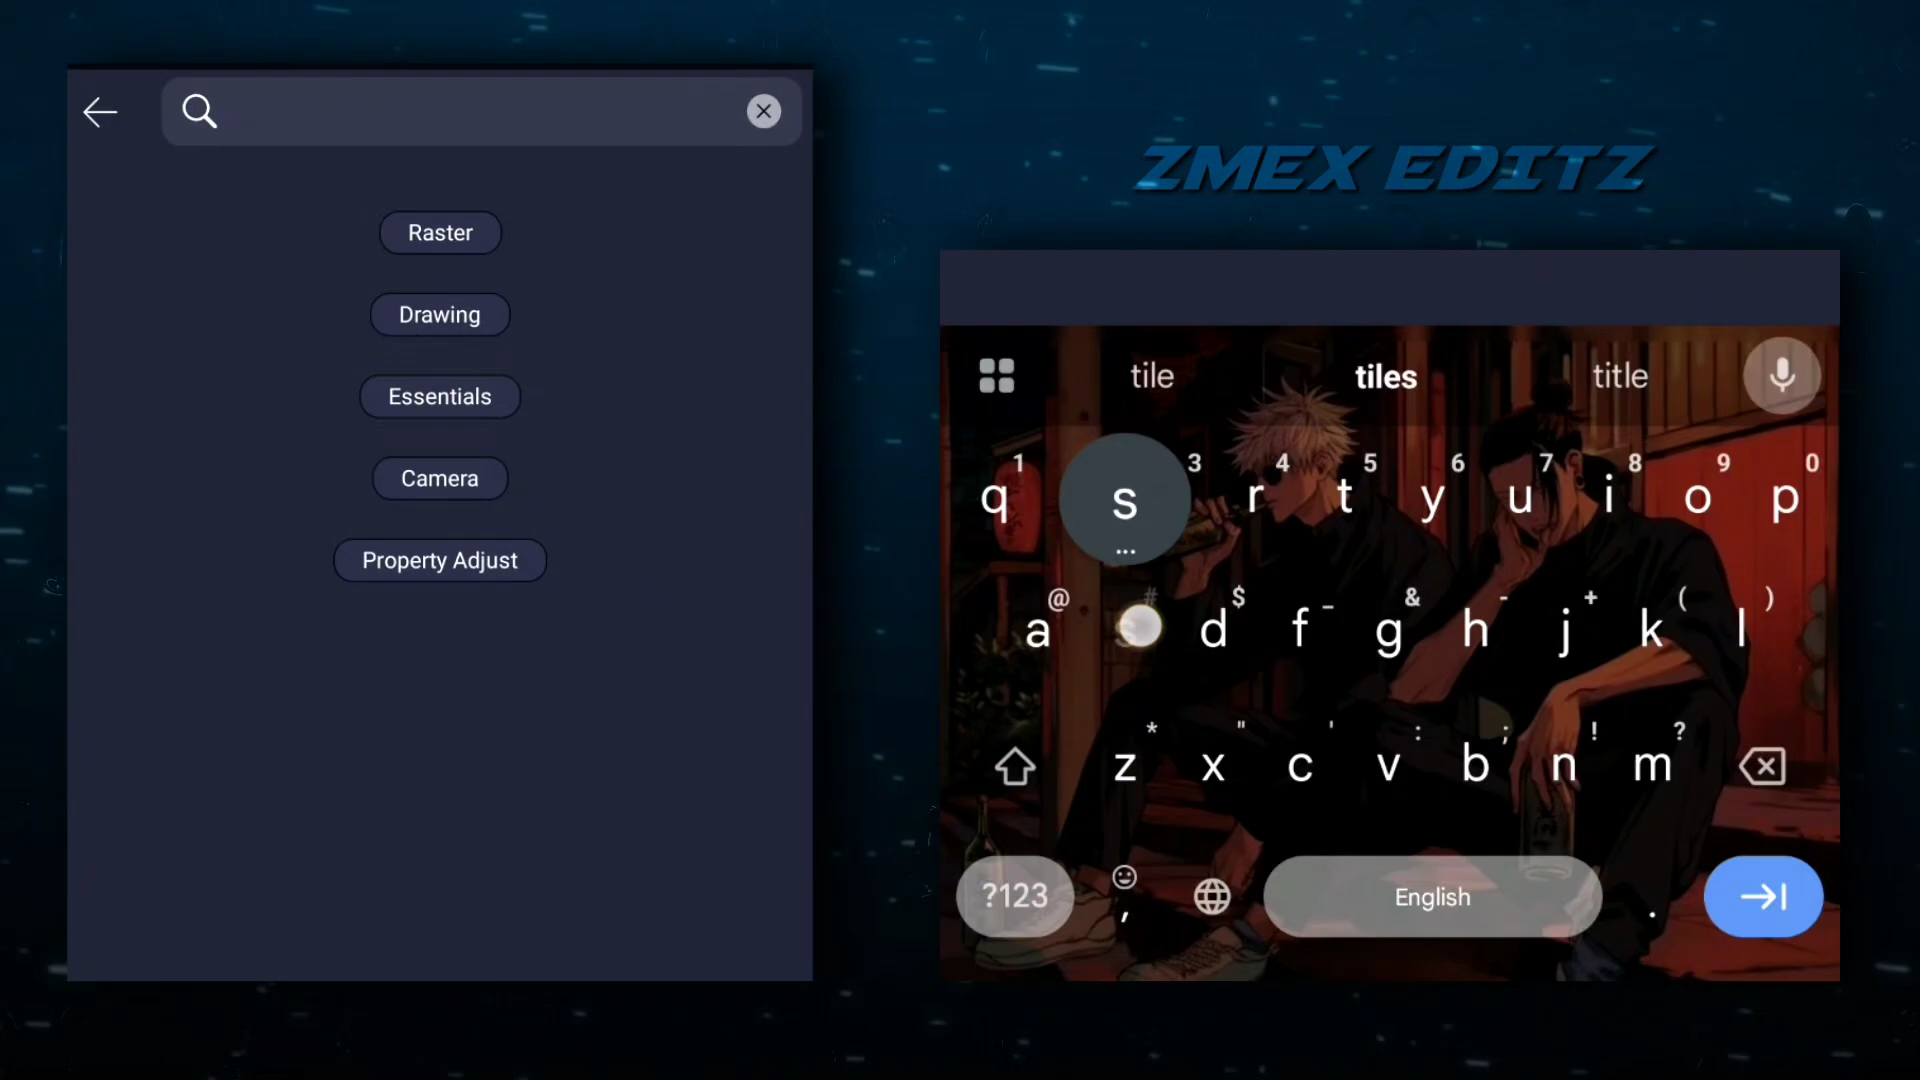 ZMEX EDITZ
Raster
Drawing
Essentials
Camera
Property Adjust
tile tiles title
1 3 4 5 6 7 8 9 0
q s r t y u i o p
...
@ # $ _ & - + ( )
a d f g h j k l
* " ' : ; ! ?
z x c v b n m
?123 , English .